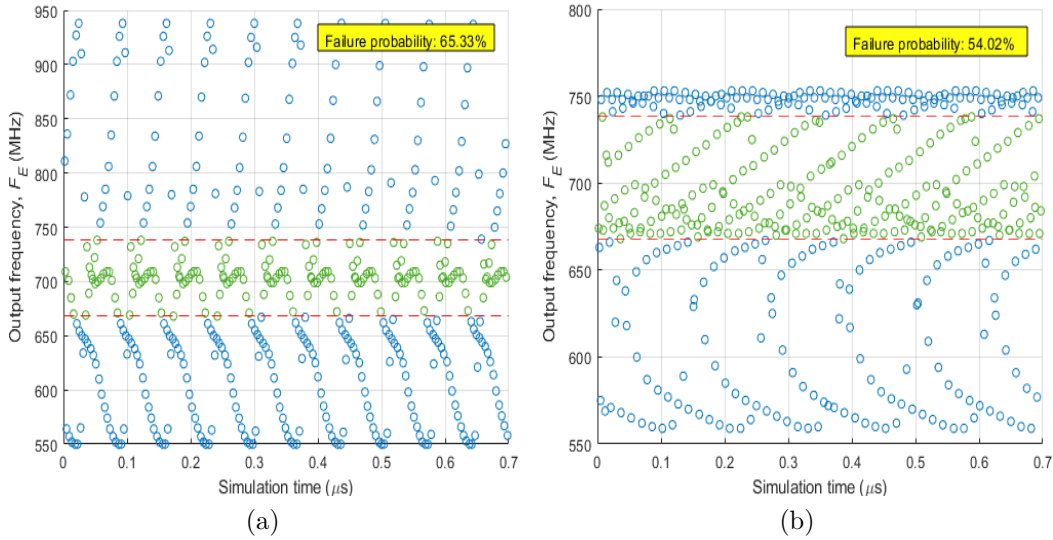 950
900
850
800
750
700
650
600
550
Output frequency, F_E (MHz)
Failure probability: 65.33%
0 0.1 0.2 0.3 0.4 0.5 0.6 0.7
Simulation time (μs)
(a)
800
750
700
650
600
550
Output frequency, F_E (MHz)
Failure probability: 54.02%
0 0.1 0.2 0.3 0.4 0.5 0.6 0.7
Simulation time (μs)
(b)